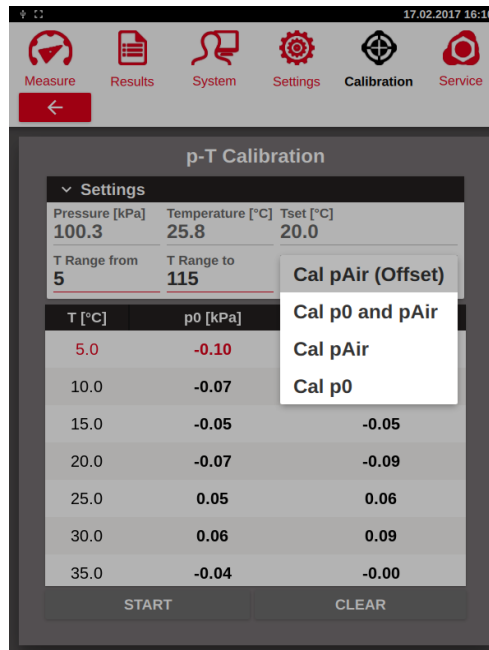 17.02.2017 16:10
Measure Results System Settings Calibration Service
p-T Calibration
Settings
Pressure [kPa] Temperature [°C] Tset [°C]
100.3 25.8 20.0
T Range from T Range to
5 115
Cal pAir (Offset)
Cal p0 and pAir
Cal pAir
Cal p0
T [°C] p0 [kPa]
5.0 -0.10
10.0 -0.07
15.0 -0.05 -0.05
20.0 -0.07 -0.09
25.0 0.05 0.06
30.0 0.06 0.09
35.0 -0.04 -0.00
START CLEAR